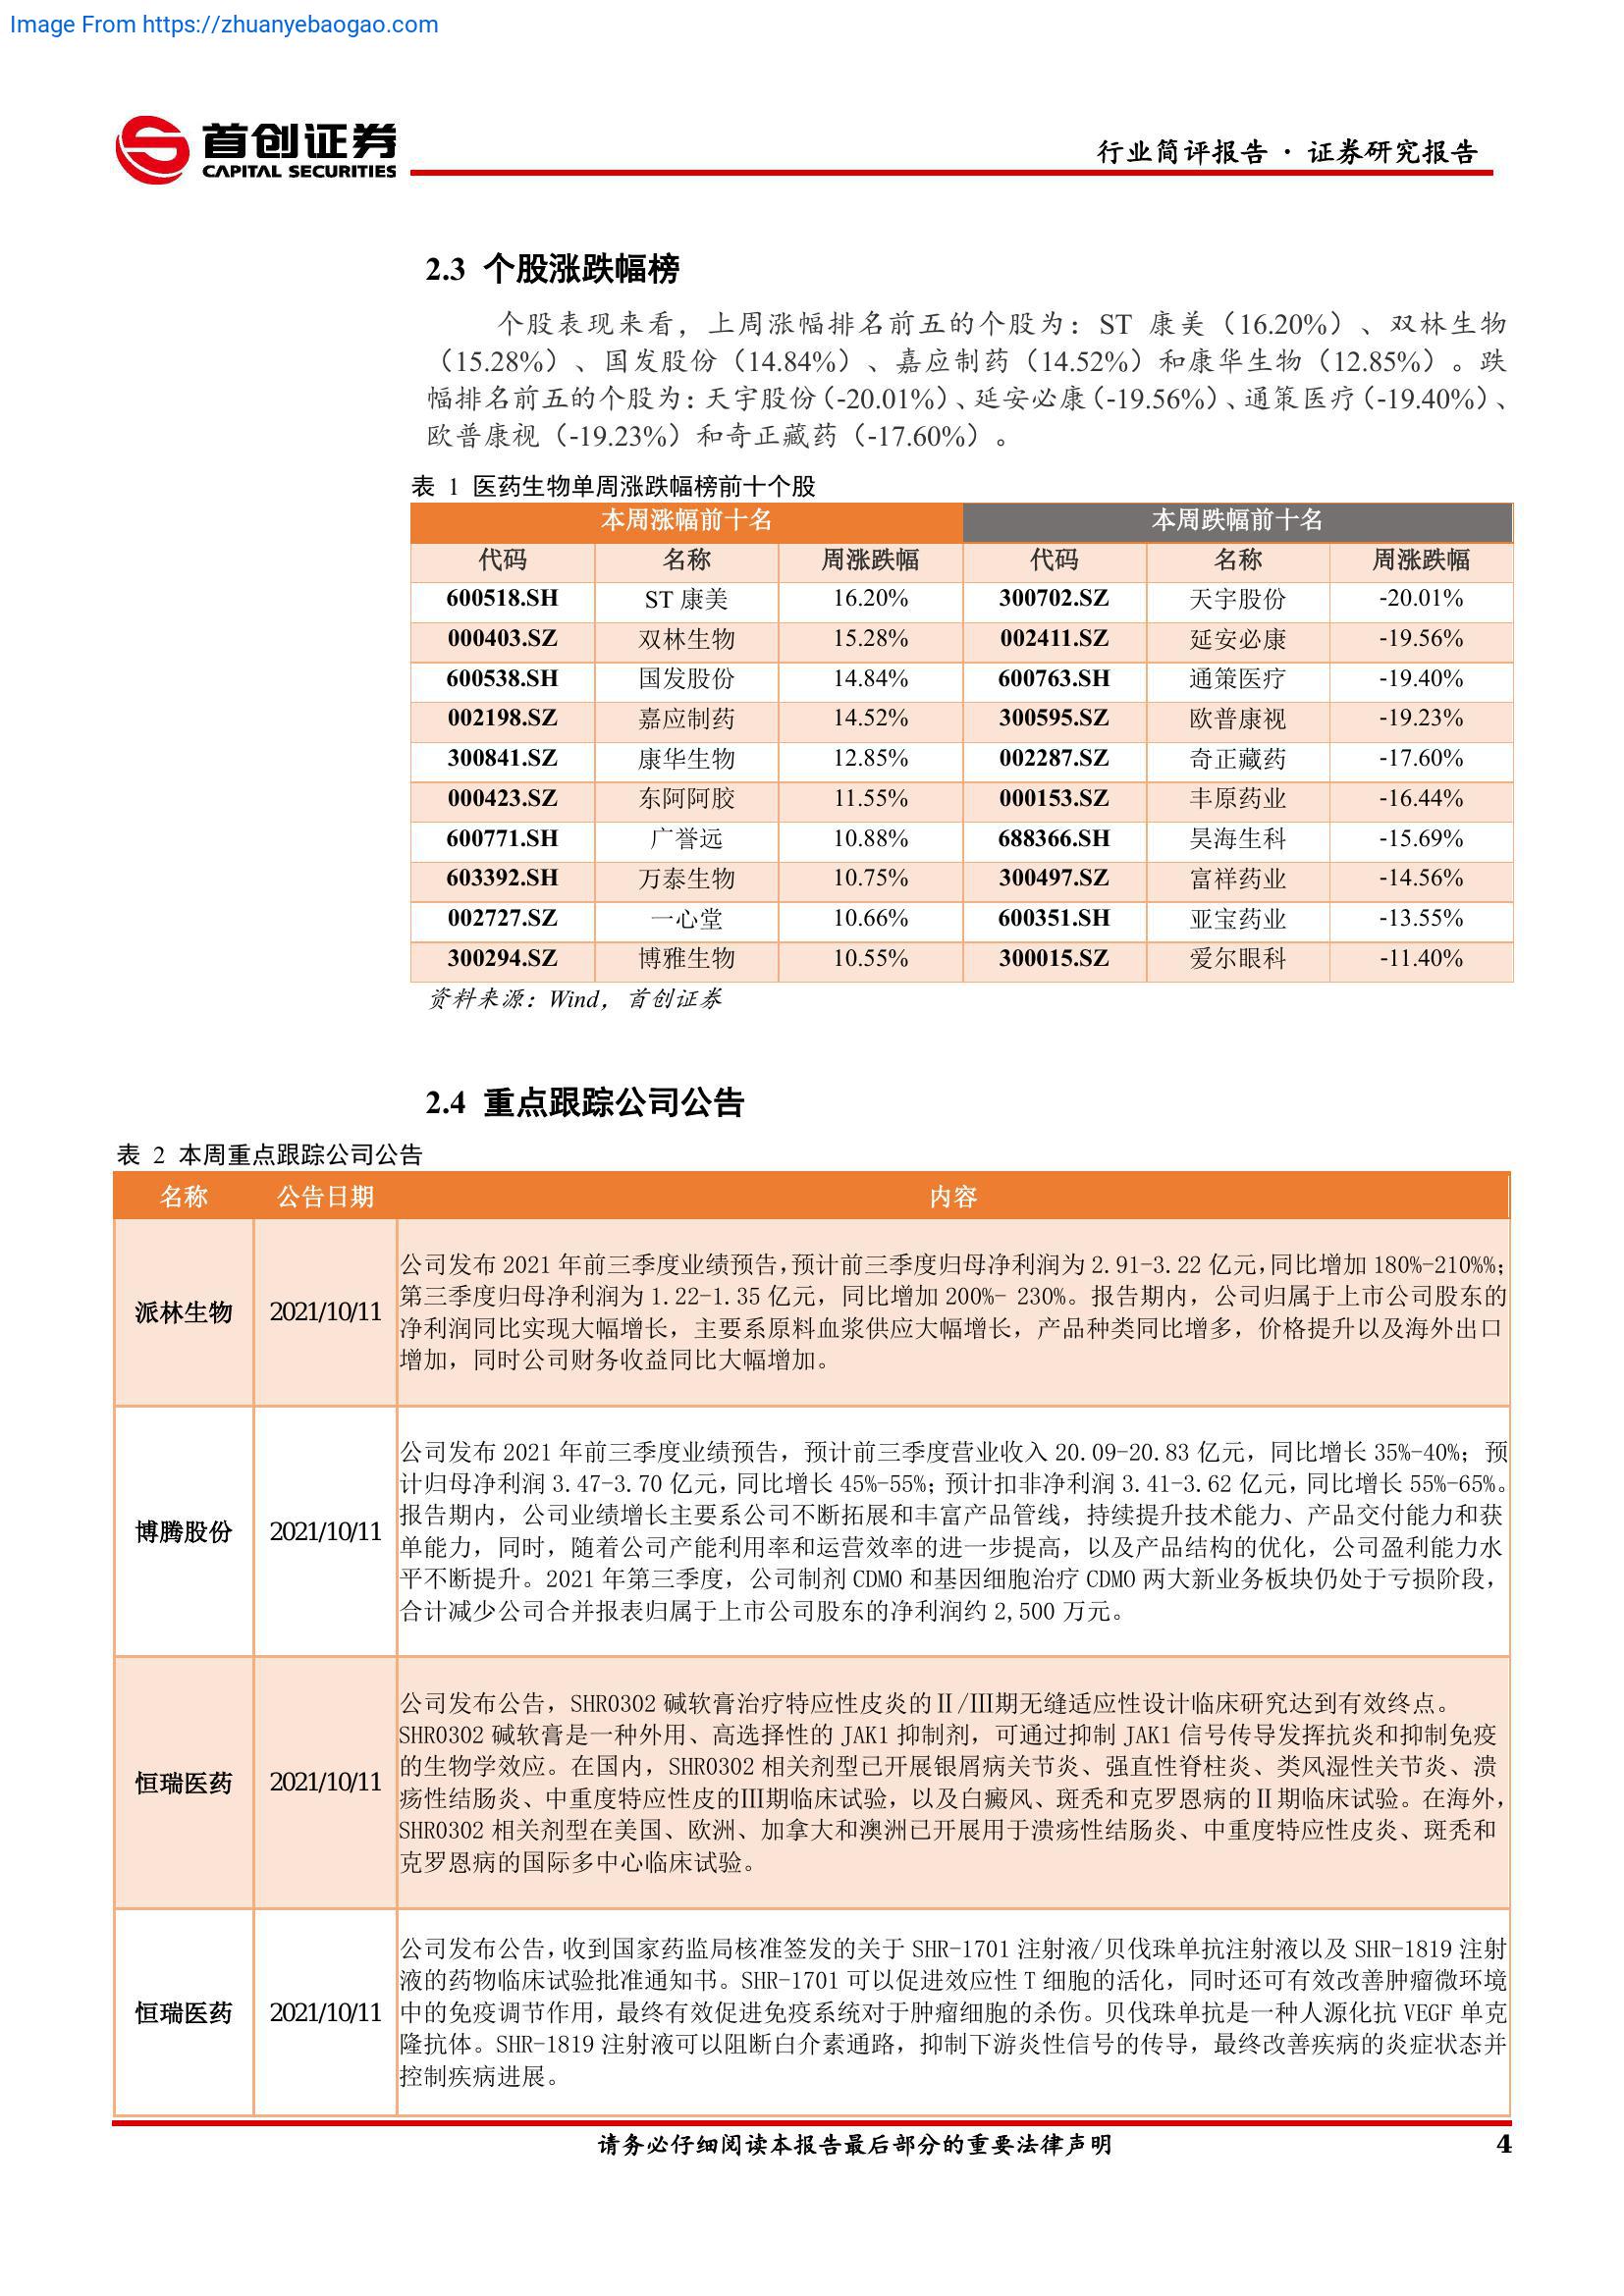 Image From https://zhuanyebaogao.com
首创证券
CAPITAL SECURITIES
行业简评报告 · 证券研究报告
2.3 个股涨跌幅榜
个股表现来看，上周涨幅排名前五的个股为：ST 康美（16.20%）、双林生物
（15.28%）、国发股份（14.84%）、嘉应制药（14.52%）和康华生物（12.85%）。跌
幅排名前五的个股为：天宇股份（-20.01%）、延安必康（-19.56%）、通策医疗（-19.40%）、
欧普康视（-19.23%）和奇正藏药（-17.60%）。
表 1 医药生物单周涨跌幅榜前十个股
本周涨幅前十名 本周跌幅前十名
代码 名称 周涨跌幅 代码 名称 周涨跌幅
600518.SH ST 康美 16.20% 300702.SZ 天宇股份 -20.01%
000403.SZ 双林生物 15.28% 002411.SZ 延安必康 -19.56%
600538.SH 国发股份 14.84% 600763.SH 通策医疗 -19.40%
002198.SZ 嘉应制药 14.52% 300595.SZ 欧普康视 -19.23%
300841.SZ 康华生物 12.85% 002287.SZ 奇正藏药 -17.60%
000423.SZ 东阿阿胶 11.55% 000153.SZ 丰原药业 -16.44%
600771.SH 广誉远 10.88% 688366.SH 昊海生科 -15.69%
603392.SH 万泰生物 10.75% 300497.SZ 富祥药业 -14.56%
002727.SZ 一心堂 10.66% 600351.SH 亚宝药业 -13.55%
300294.SZ 博雅生物 10.55% 300015.SZ 爱尔眼科 -11.40%
资料来源：Wind，首创证券
2.4 重点跟踪公司公告
表 2 本周重点跟踪公司公告
名称 公告日期 内容
派林生物 2021/10/11
公司发布 2021 年前三季度业绩预告，预计前三季度归母净利润为 2.91-3.22 亿元，同比增加 180%-210%%；
第三季度归母净利润为 1.22-1.35 亿元，同比增加 200%- 230%。报告期内，公司归属于上市公司股东的
净利润同比实现大幅增长，主要系原料血浆供应大幅增长，产品种类同比增多，价格提升以及海外出口
增加，同时公司财务收益同比大幅增加。
博腾股份 2021/10/11
公司发布 2021 年前三季度业绩预告，预计前三季度营业收入 20.09-20.83 亿元，同比增长 35%-40%；预
计归母净利润 3.47-3.70 亿元，同比增长 45%-55%；预计扣非净利润 3.41-3.62 亿元，同比增长 55%-65%。
报告期内，公司业绩增长主要系公司不断拓展和丰富产品管线，持续提升技术能力、产品交付能力和获
单能力，同时，随着公司产能利用率和运营效率的进一步提高，以及产品结构的优化，公司盈利能力水
平不断提升。2021 年第三季度，公司制剂 CDMO 和基因细胞治疗 CDMO 两大新业务板块仍处于亏损阶段，
合计减少公司合并报表归属于上市公司股东的净利润约 2,500 万元。
恒瑞医药 2021/10/11
公司发布公告，SHR0302 碱软膏治疗特应性皮炎的Ⅱ/Ⅲ期无缝适应性设计临床研究达到有效终点。
SHR0302 碱软膏是一种外用、高选择性的 JAK1 抑制剂，可通过抑制 JAK1 信号传导发挥抗炎和抑制免疫
的生物学效应。在国内，SHR0302 相关剂型已开展银屑病关节炎、强直性脊柱炎、类风湿性关节炎、溃
疡性结肠炎、中重度特应性皮的Ⅲ期临床试验，以及白癜风、斑秃和克罗恩病的Ⅱ期临床试验。在海外，
SHR0302 相关剂型在美国、欧洲、加拿大和澳洲已开展用于溃疡性结肠炎、中重度特应性皮炎、斑秃和
克罗恩病的国际多中心临床试验。
恒瑞医药 2021/10/11
公司发布公告，收到国家药监局核准签发的关于 SHR-1701 注射液/贝伐珠单抗注射液以及 SHR-1819 注射
液的药物临床试验批准通知书。SHR-1701 可以促进效应性 T 细胞的活化，同时还可有效改善肿瘤微环境
中的免疫调节作用，最终有效促进免疫系统对于肿瘤细胞的杀伤。贝伐珠单抗是一种人源化抗 VEGF 单克
隆抗体。SHR-1819 注射液可以阻断白介素通路，抑制下游炎性信号的传导，最终改善疾病的炎症状态并
控制疾病进展。
请务必仔细阅读本报告最后部分的重要法律声明 4